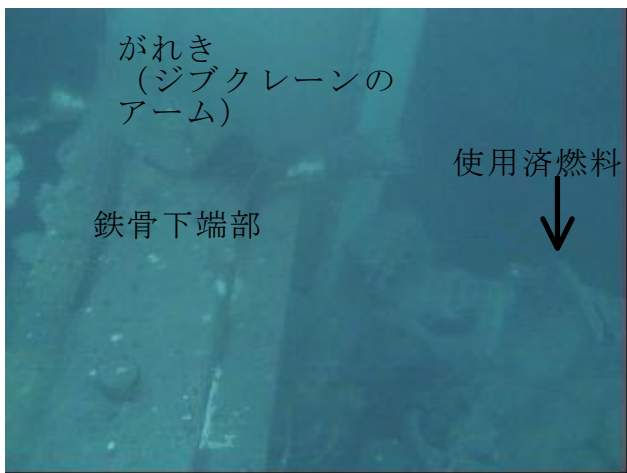 がれき
(ジブクレーンの
アーム)
使用済燃料
鉄骨下端部